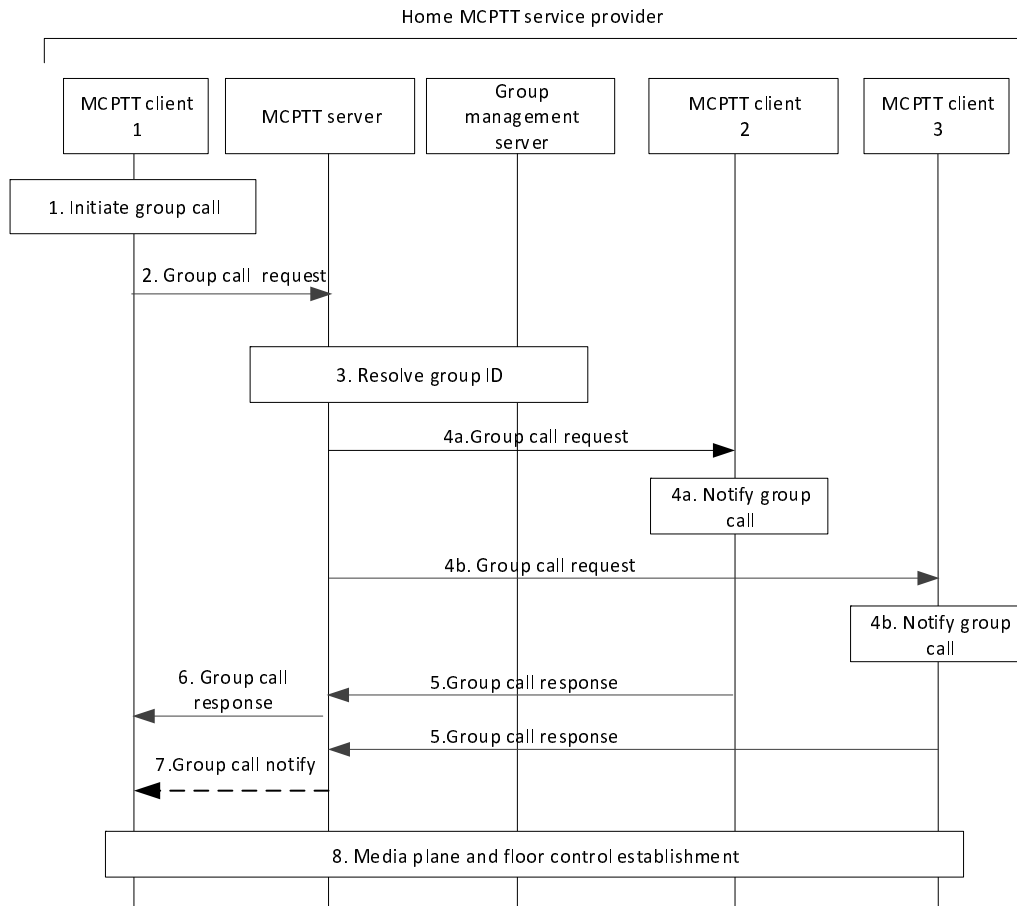 Home MCPTT service provider
MCPTT client
1
MCPTT server
Group
management
server
MCPTT client
2
MCPTT client
3
1. Initiate group call
2. Group call  request
3. Resolve group ID
4a.Group call request
4a. Notify group
call
4b. Group call request
4b. Notify group
call
6. Group call
response
5.Group call response
5.Group call response
7.Group call notify
8. Media plane and floor control establishment